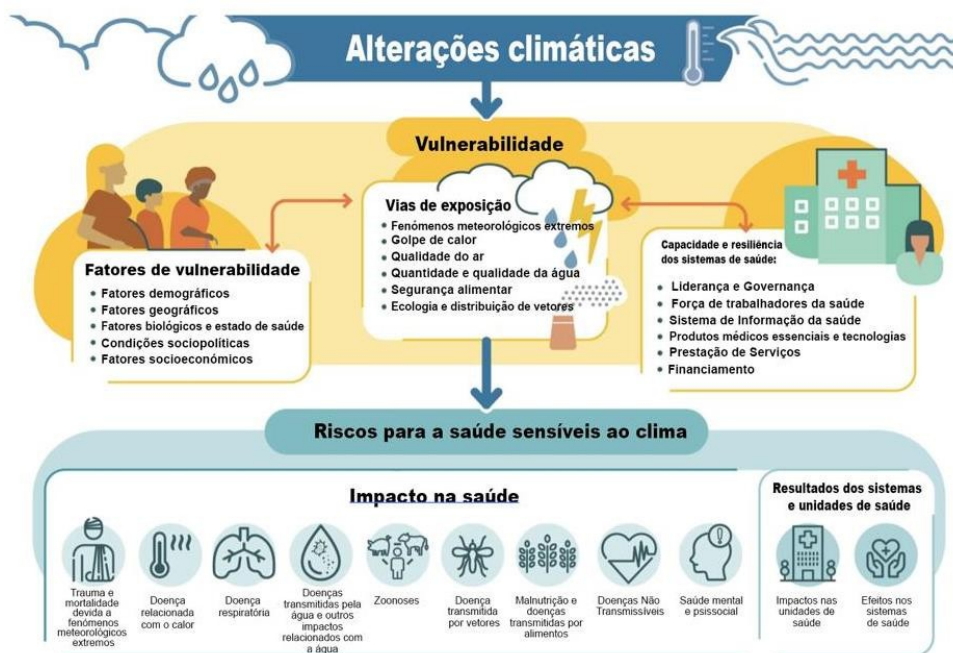 Alterações climáticas
Vulnerabilidade
Fatores de vulnerabilidade
• Fatores demográficos
• Fatores geográficos
• Fatores biológicos e estado de saúde
• Condições sociopolíticas
• Fatores socioeconómicos
Vias de exposição
• Fenómenos meteorológicos extremos
• Golpe de calor
• Qualidade do ar
• Quantidade e qualidade da água
• Segurança alimentar
• Ecologia e distribuição de vetores
Capacidade e resiliência
dos sistemas de saúde:
• Liderança e Governança
• Força de trabalhadores da saúde
• Sistema de Informação da saúde
• Produtos médicos essenciais e tecnologias
• Prestação de Serviços
• Financiamento
Riscos para a saúde sensíveis ao clima
Impacto na saúde
Trauma e
mortalidade
devida a
fenómenos
meteorológicos
extremos
Doença
relacionada
com o calor
Doença
respiratória
Doenças
transmitidas pela
água e outros
impactos
relacionados com
a água
Zoonoses
Doença
transmitida
por vetores
Malnutrição e
doenças
transmitidas por
alimentos
Doenças Não
Transmissíveis
Saúde mental
e psissocial
Resultados dos sistemas
e unidades de saúde
Impactos nas
unidades de
saúde
Efeitos nos
sistemas
de saúde